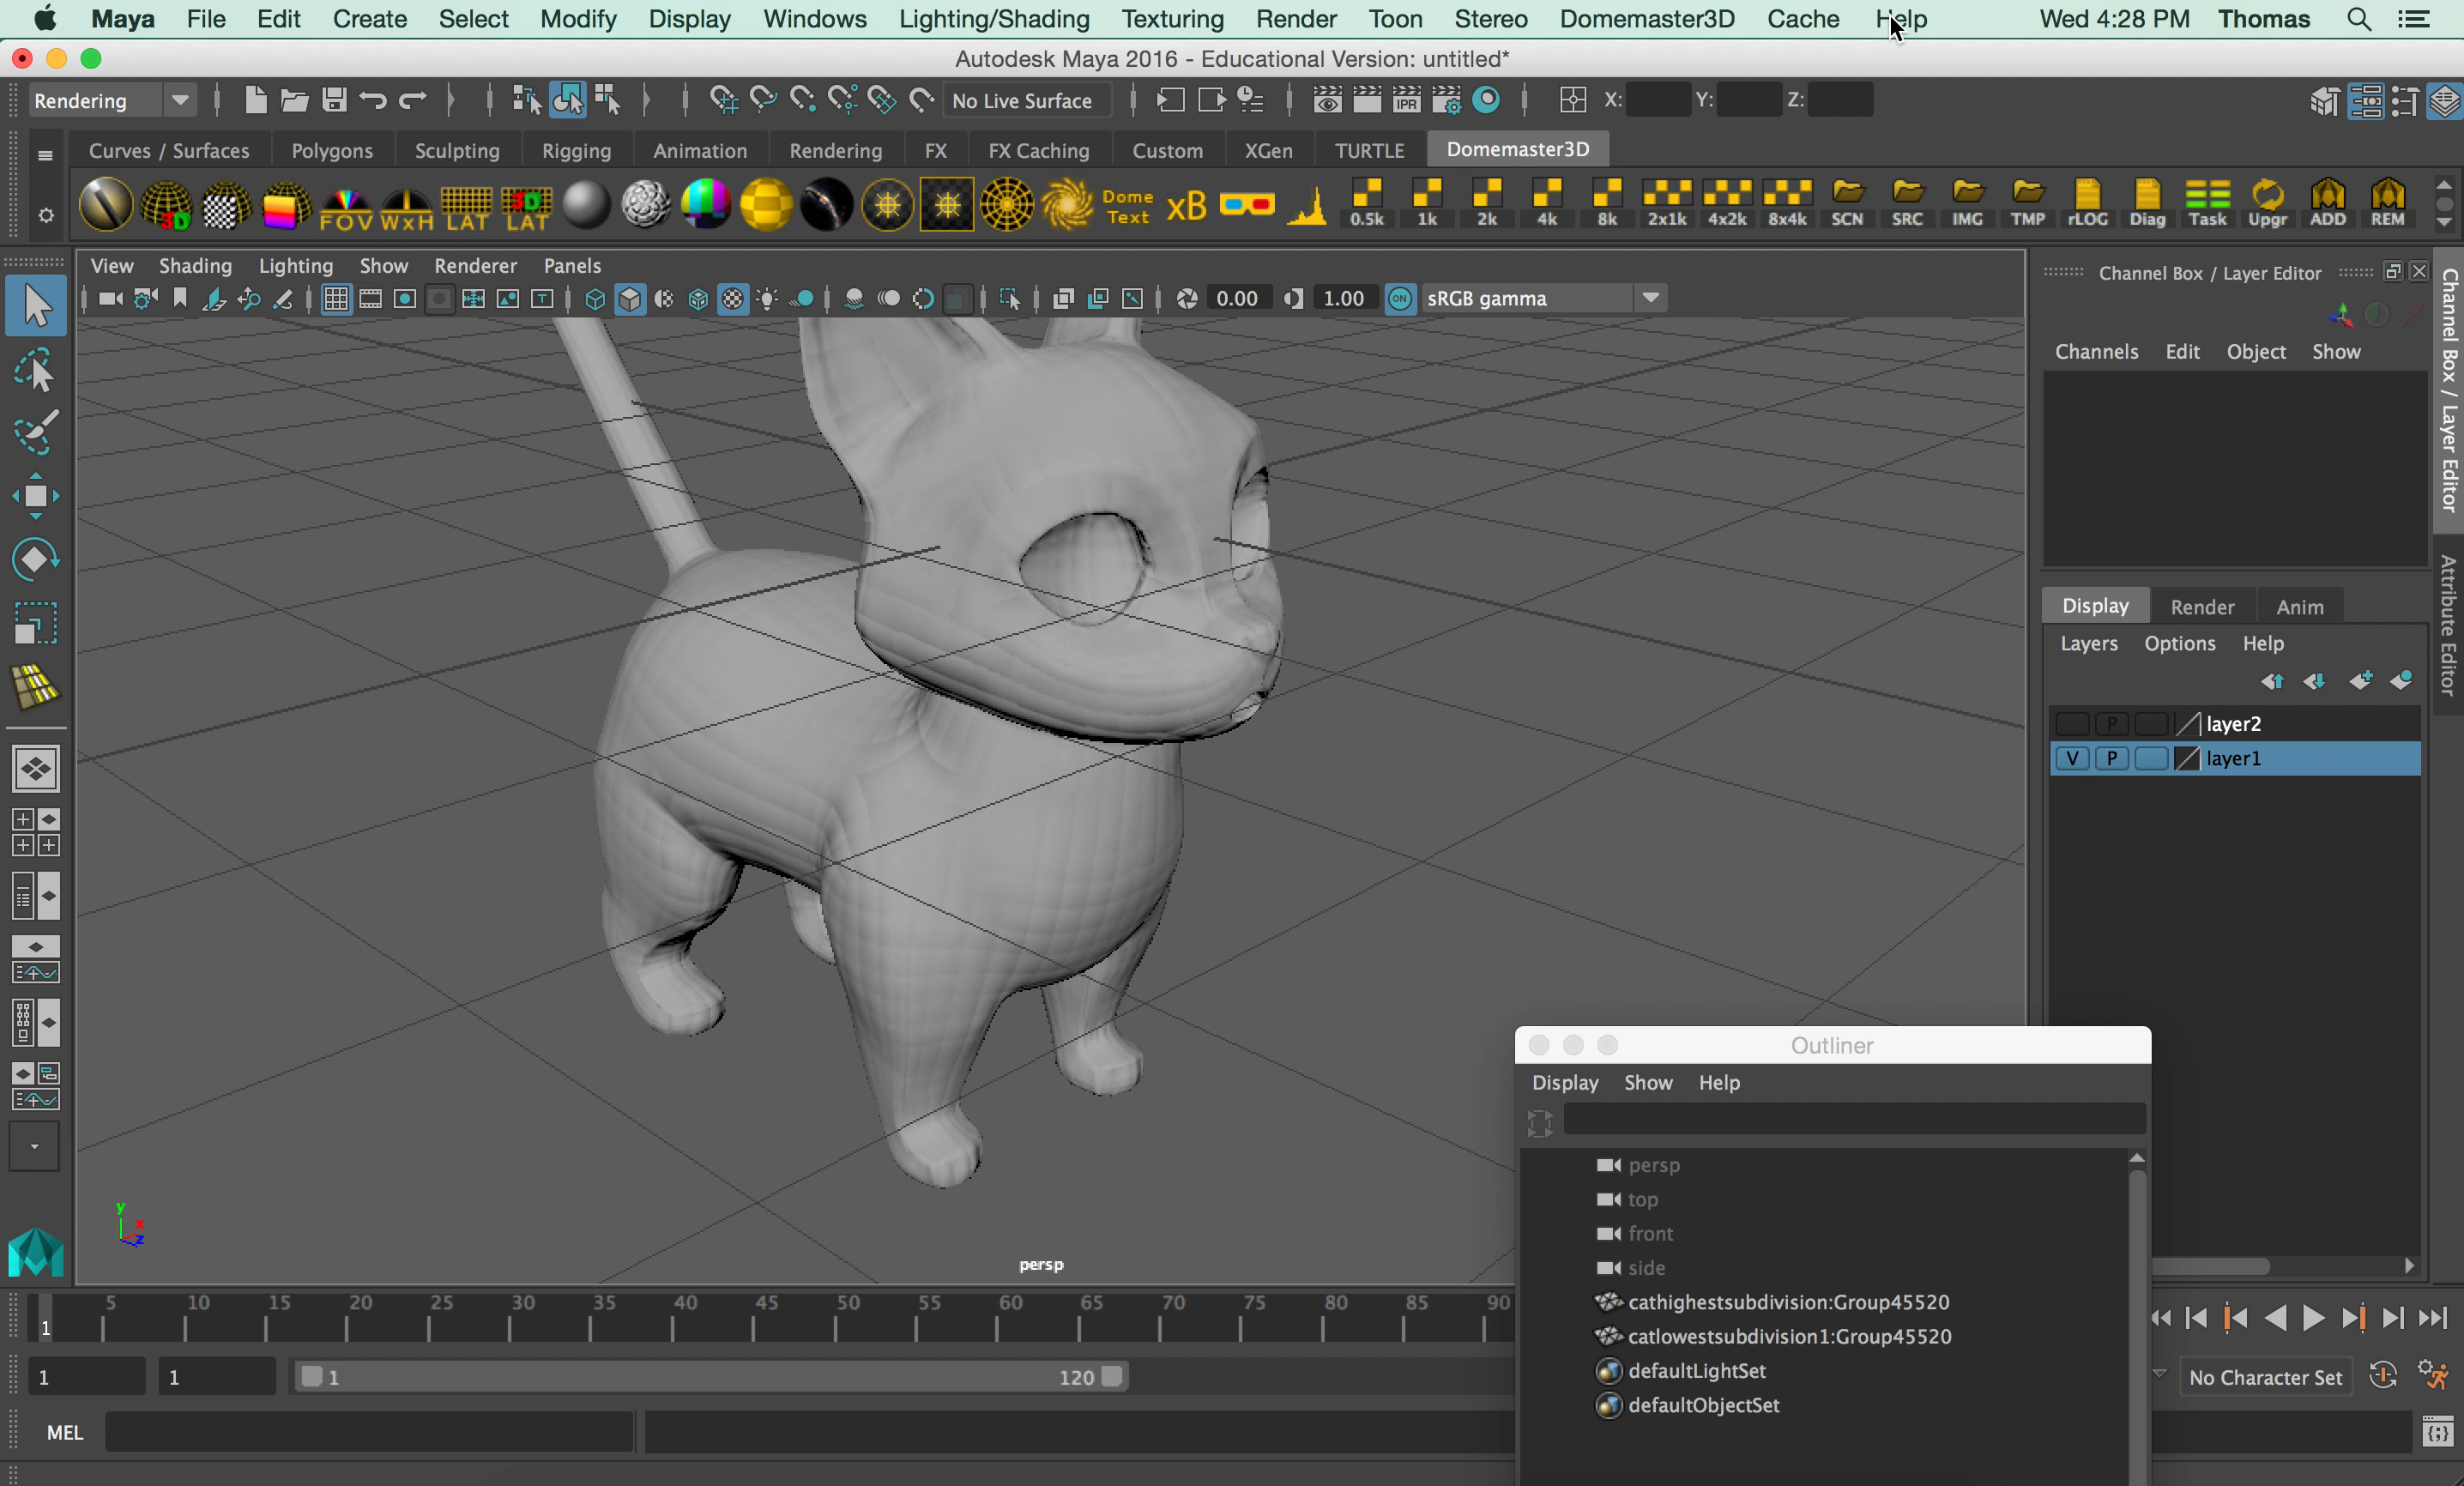 Maya File Edit Create Select Modify Display Windows Lighting/Shading Texturing Render Toon Stereo Domemaster3D Cache Help Wed 4:28 PM Thomas
Autodesk Maya 2016 - Educational Version: untitled*
Rendering No Live Surface IPR X: Y: Z:
Curves / Surfaces Polygons Sculpting Rigging Animation Rendering FX FX Caching Custom XGen TURTLE Domemaster3D
3D FOV WxH LAT 3D LAT Dome Text xB 0.5k 1k 2k 4k 8k 2x1k 4x2k 8x4k SCN SRC IMG TMP rLOG Diag Task Upgr ADD REM
View Shading Lighting Show Renderer Panels
0.00 1.00 ON sRGB gamma
Channel Box / Layer Editor
Channels Edit Object Show
Channel Box / Layer Editor
Attribute Editor
Display Render Anim
Layers Options Help
P layer2
V P layer1
y
x
z
persp
Outliner
Display Show Help
persp
top
front
side
cathighestsubdivision:Group45520
catlowestsubdivision1:Group45520
defaultLightSet
defaultObjectSet
5 10 15 20 25 30 35 40 45 50 55 60 65 70 75 80 85 90
1
1 1 1 120 No Character Set
MEL